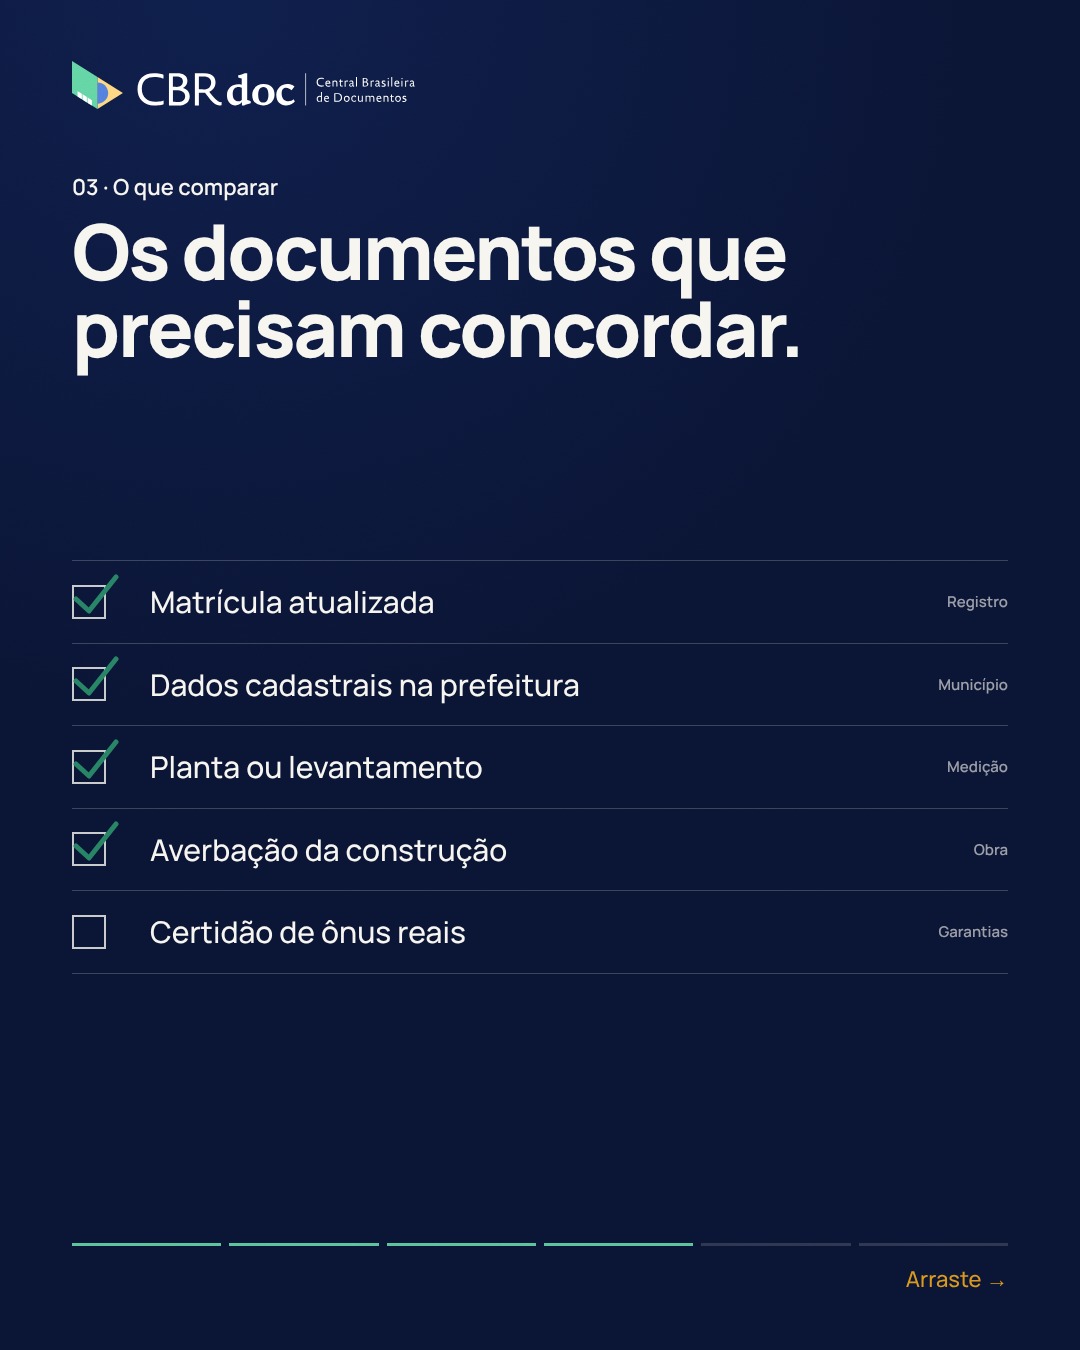 CBRdoc
Central Brasileira
de Documentos
03 · O que comparar
Os documentos que
precisam concordar.
Matrícula atualizada
Registro
Dados cadastrais na prefeitura
Município
Planta ou levantamento
Medição
Averbação da construção
Obra
Certidão de ônus reais
Garantias
Arraste →